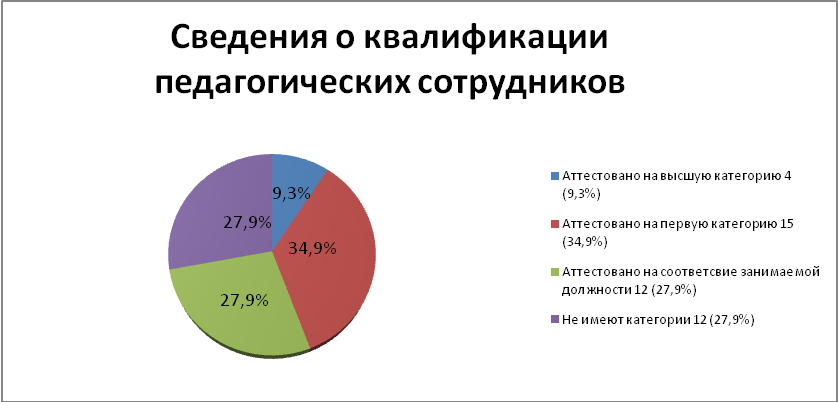 Сведения о квалификации
педагогических сотрудников
9,3%
34,9%
27,9%
27,9%
Аттестовано на высшую категорию 4
(9,3%)
Аттестовано на первую категорию 15
(34,9%)
Аттестовано на соответсвие занимаемой
должности 12 (27,9%)
Не имеют категории 12 (27,9%)